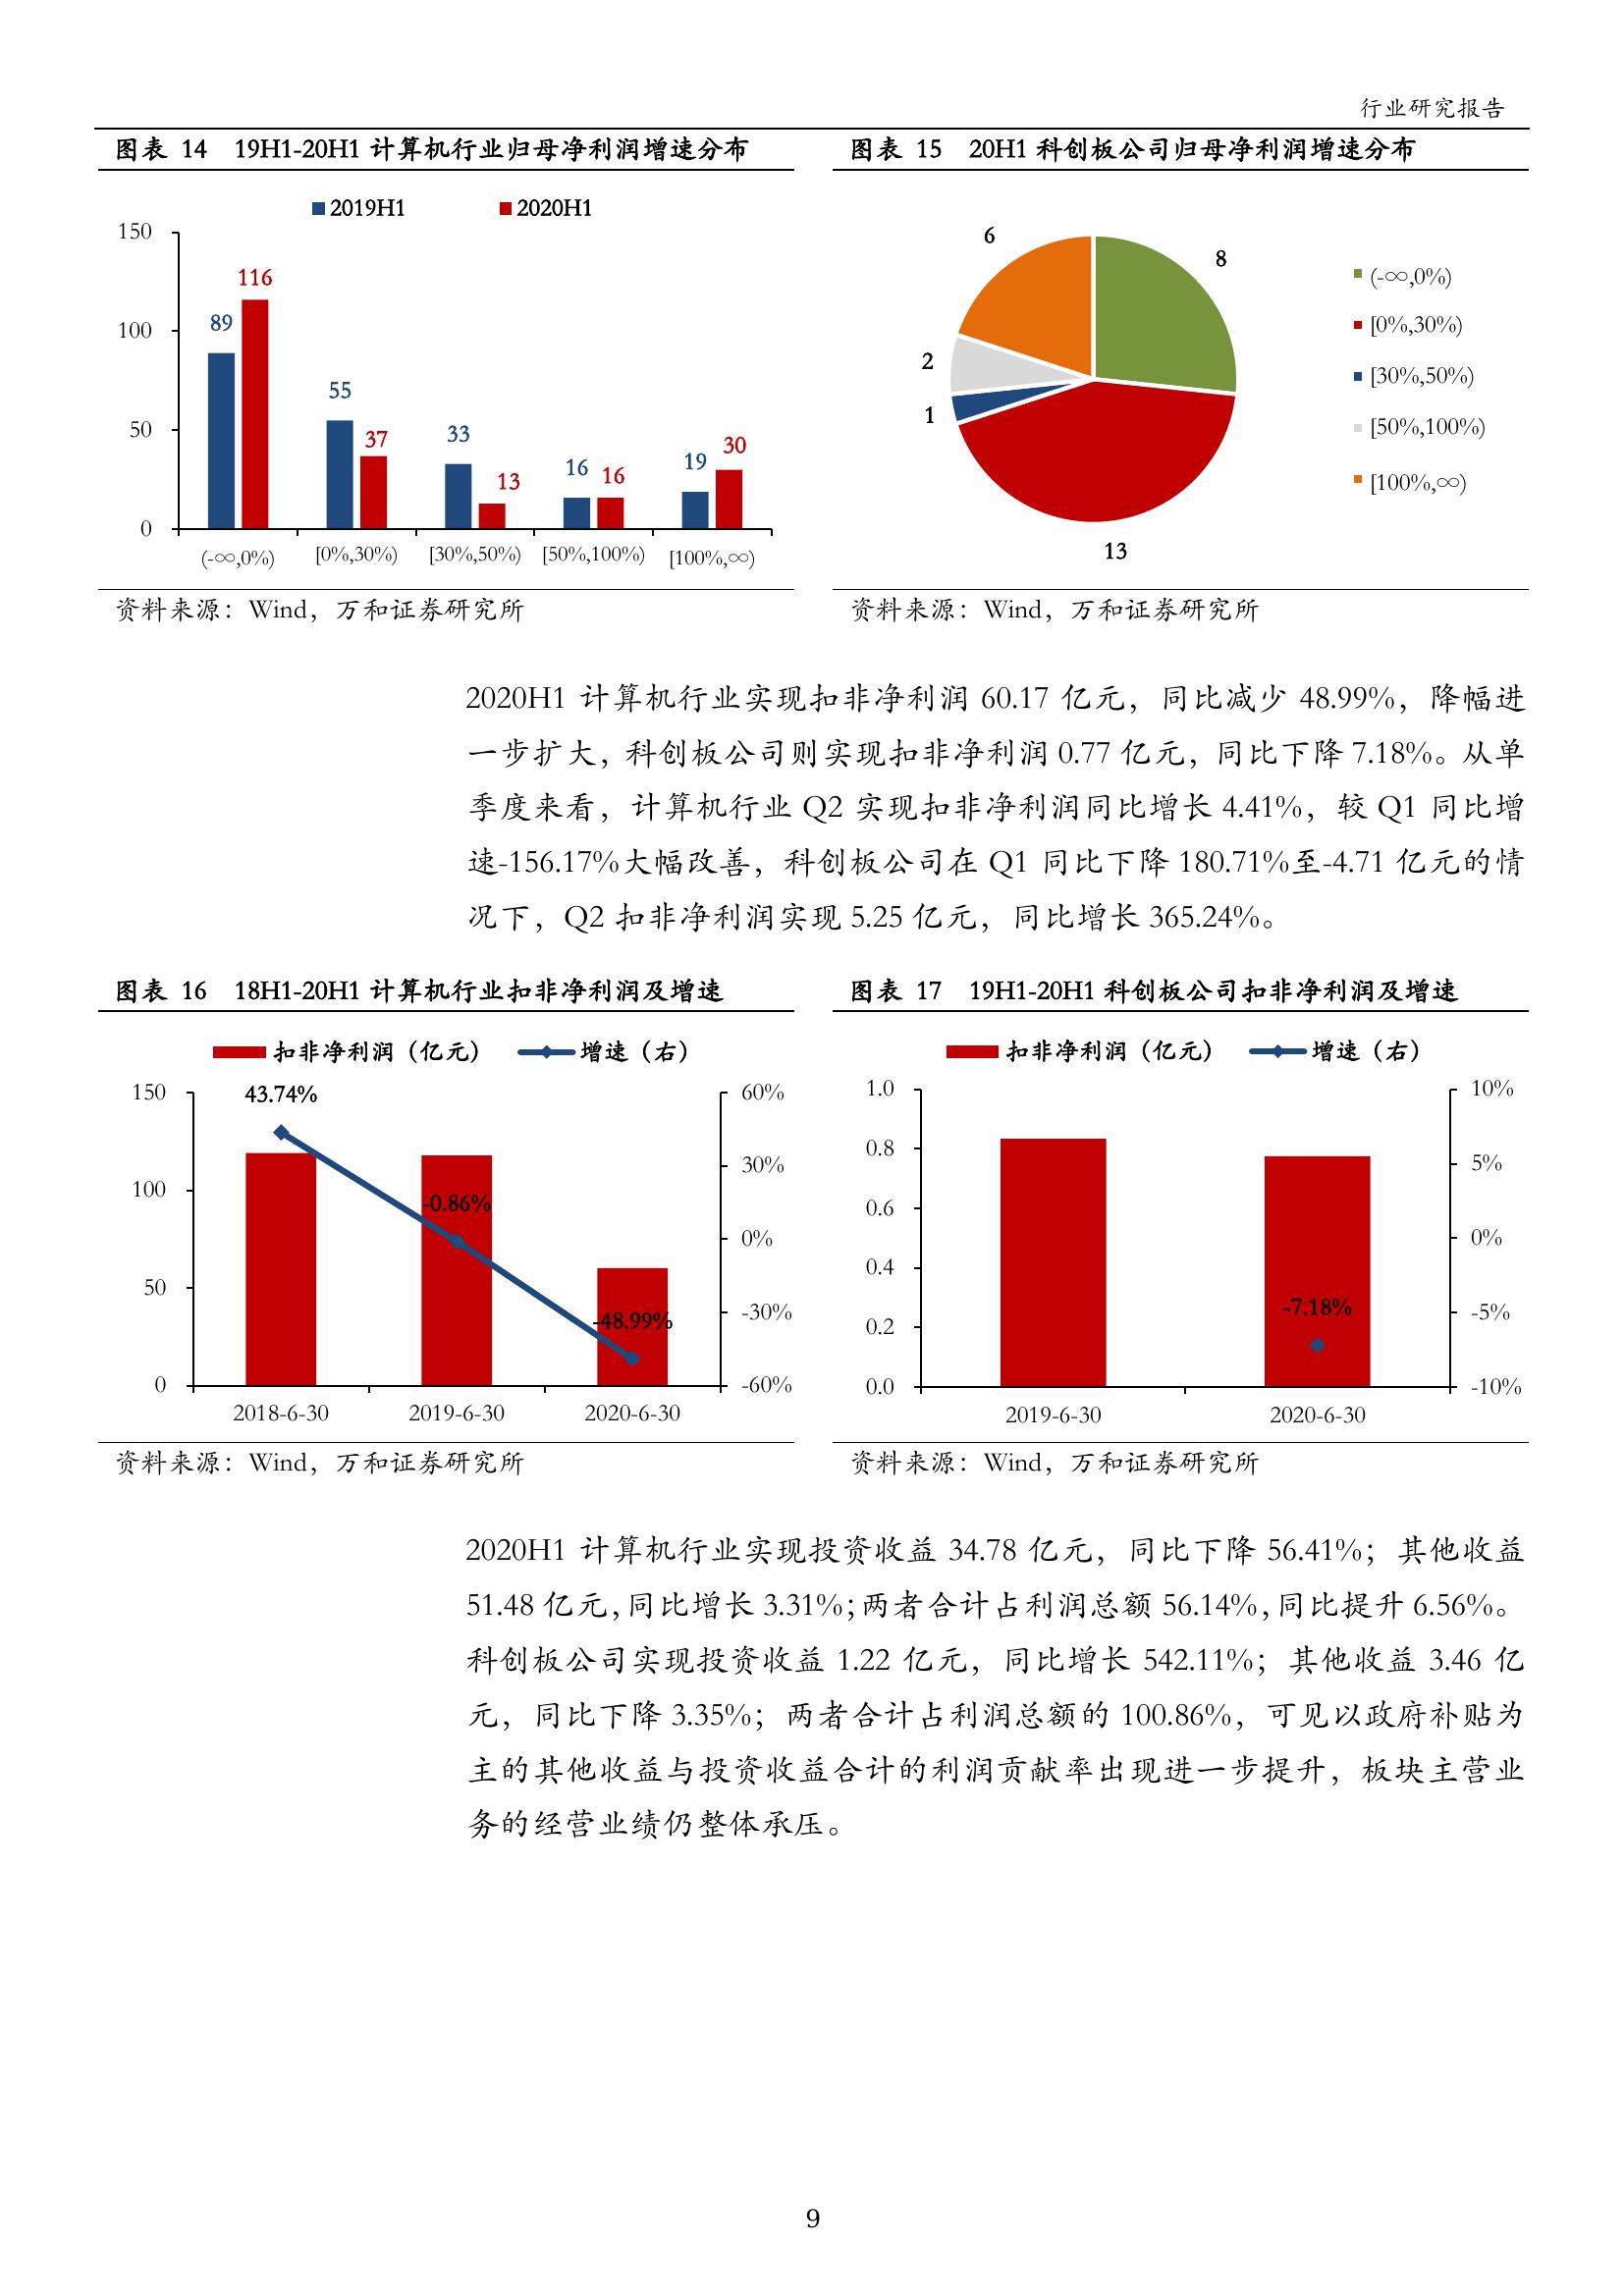 行业研究报告
图表 14 19H1-20H1 计算机行业归母净利润增速分布
2019H1 2020H1
150
100
50
0
89 116
55 37
33 13
16 16
19 30
(-∞,0%) [0%,30%) [30%,50%) [50%,100%) [100%,∞)
资料来源：Wind，万和证券研究所
图表 15 20H1 科创板公司归母净利润增速分布
6
8
2
1
13
(-∞,0%)
[0%,30%)
[30%,50%)
[50%,100%)
[100%,∞)
资料来源：Wind，万和证券研究所
2020H1 计算机行业实现扣非净利润 60.17 亿元，同比减少 48.99%，降幅进
一步扩大，科创板公司则实现扣非净利润 0.77 亿元，同比下降 7.18%。从单
季度来看，计算机行业 Q2 实现扣非净利润同比增长 4.41%，较 Q1 同比增
速-156.17%大幅改善，科创板公司在 Q1 同比下降 180.71%至-4.71 亿元的情
况下，Q2 扣非净利润实现 5.25 亿元，同比增长 365.24%。
图表 16 18H1-20H1 计算机行业扣非净利润及增速
扣非净利润（亿元） 增速（右）
150
100
50
0
43.74%
-0.86%
-48.99%
60%
30%
0%
-30%
-60%
2018-6-30 2019-6-30 2020-6-30
资料来源：Wind，万和证券研究所
图表 17 19H1-20H1 科创板公司扣非净利润及增速
扣非净利润（亿元） 增速（右）
1.0
0.8
0.6
0.4
0.2
0.0
-7.18%
10%
5%
0%
-5%
-10%
2019-6-30 2020-6-30
资料来源：Wind，万和证券研究所
2020H1 计算机行业实现投资收益 34.78 亿元，同比下降 56.41%；其他收益
51.48 亿元，同比增长 3.31%；两者合计占利润总额 56.14%，同比提升 6.56%。
科创板公司实现投资收益 1.22 亿元，同比增长 542.11%；其他收益 3.46 亿
元，同比下降 3.35%；两者合计占利润总额的 100.86%，可见以政府补贴为
主的其他收益与投资收益合计的利润贡献率出现进一步提升，板块主营业
务的经营业绩仍整体承压。
9